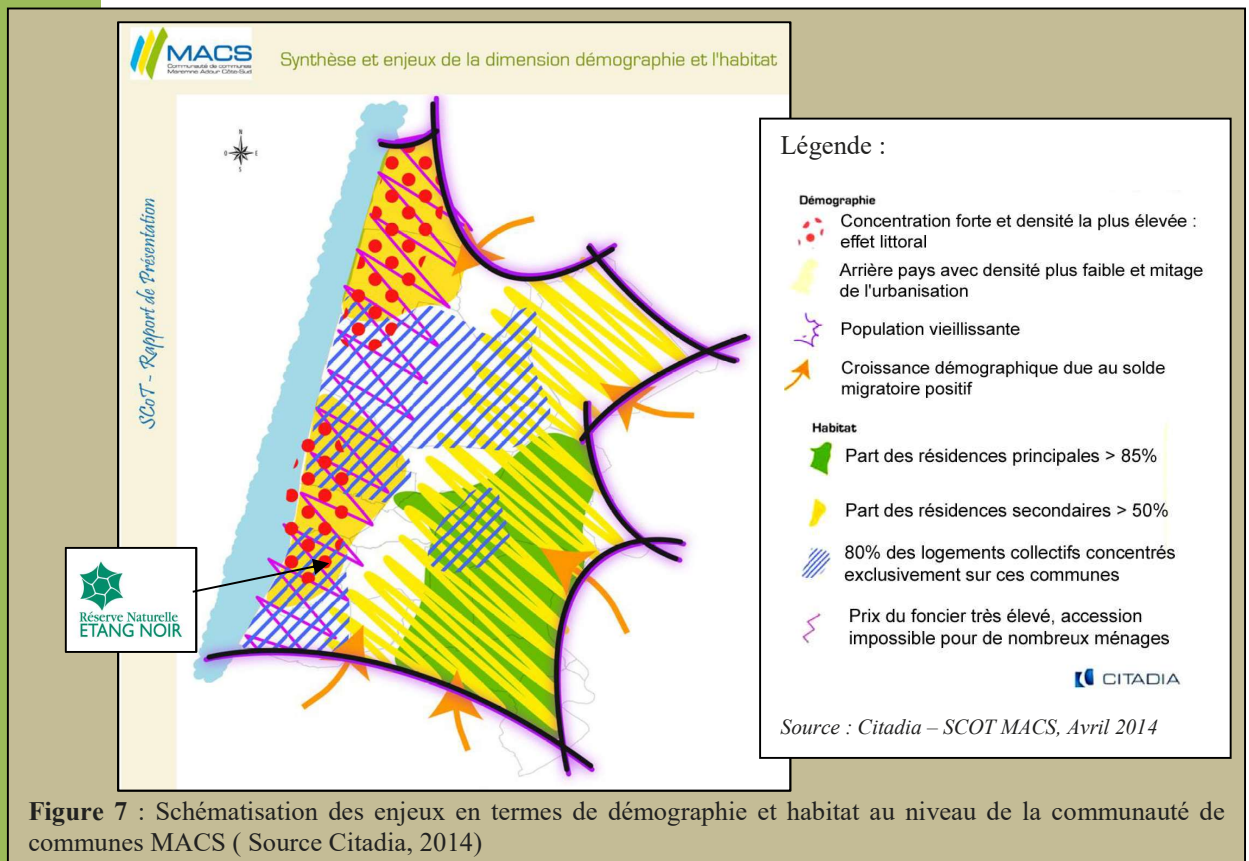 MACS
Communauté de communes
Maremne Adour Côte-Sud
Synthèse et enjeux de la dimension démographie et l'habitat
SCoT - Rapport de Présentation
N
O
E
S
Réserve Naturelle
ETANG NOIR
Légende :
Démographie
Concentration forte et densité la plus élevée :
effet littoral
Arrière pays avec densité plus faible et mitage
de l'urbanisation
Population vieillissante
Croissance démographique due au solde
migratoire positif
Habitat
Part des résidences principales > 85%
Part des résidences secondaires > 50%
80% des logements collectifs concentrés
exclusivement sur ces communes
Prix du foncier très élevé, accession
impossible pour de nombreux ménages
CITADIA
Source : Citadia – SCOT MACS, Avril 2014
Figure 7 : Schématisation des enjeux en termes de démographie et habitat au niveau de la communauté de
communes MACS ( Source Citadia, 2014)